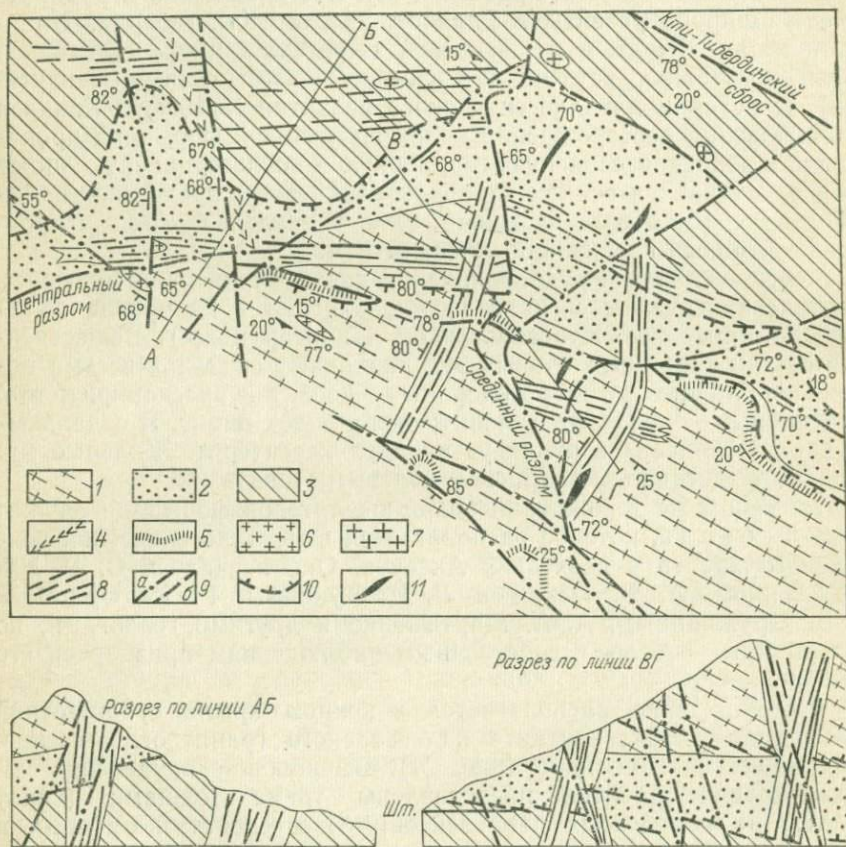 Б
15°
Кти-Тибердинский
сброс
78°
20°
82°
70°
В
67°
68°
65°
68°
82°
55°
Центральный
разлом
65°
68°
А
80°
15°
20°
77°
78°
80°
Срединный разлом
72°
18°
70°
20°
80°
Г
25°
85°
72°
25°
1 2 3
4 5 6 7
8 а б 9 10 11
Разрез по линии АБ
Разрез по линии ВГ
Шт.